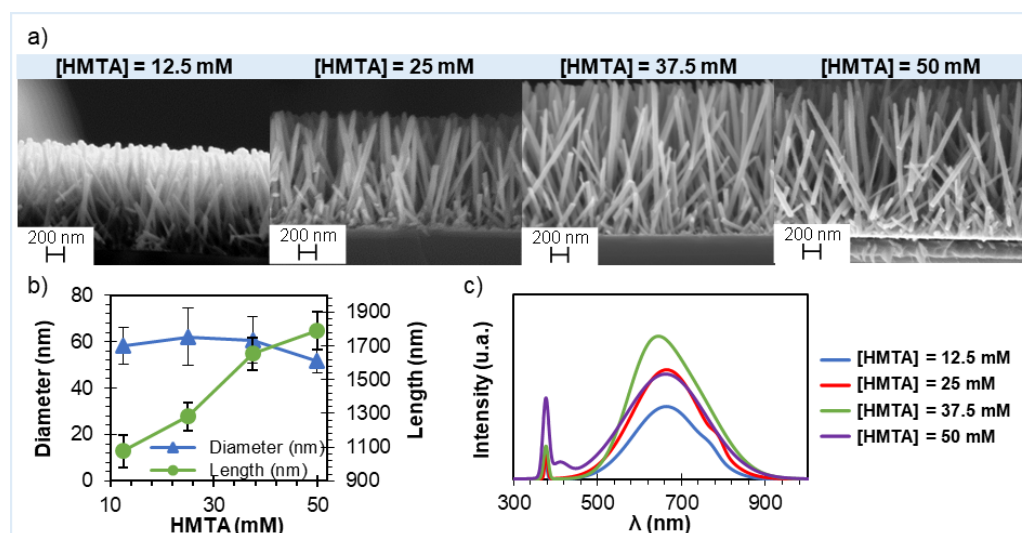 a)
[HMTA] = 12.5 mM [HMTA] = 25 mM [HMTA] = 37.5 mM [HMTA] = 50 mM
200 nm 200 nm 200 nm 200 nm
b)
Diameter (nm)
80
60
40
20
0
Diameter (nm)
Length (nm)
10 30 50
HMTA (mM)
1900
1700
1500
1300
1100
900
Length (nm)
c)
Intensity (u.a.)
300 500 700 900
λ (nm)
[HMTA] = 12.5 mM
[HMTA] = 25 mM
[HMTA] = 37.5 mM
[HMTA] = 50 mM